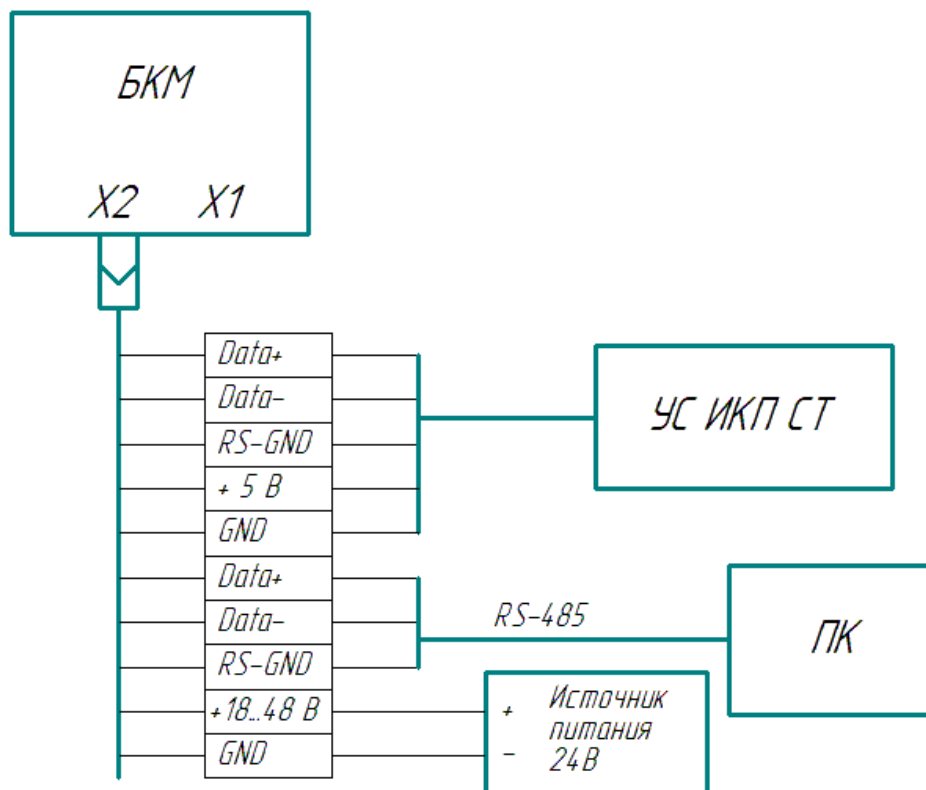 БКМ
X2 X1
Data+
Data-
RS-GND
+ 5 В
GND
УС ИКП СТ
Data+
Data-
RS-GND
RS-485
ПК
+18...48 В
GND
+ Источник
питания
- 24В